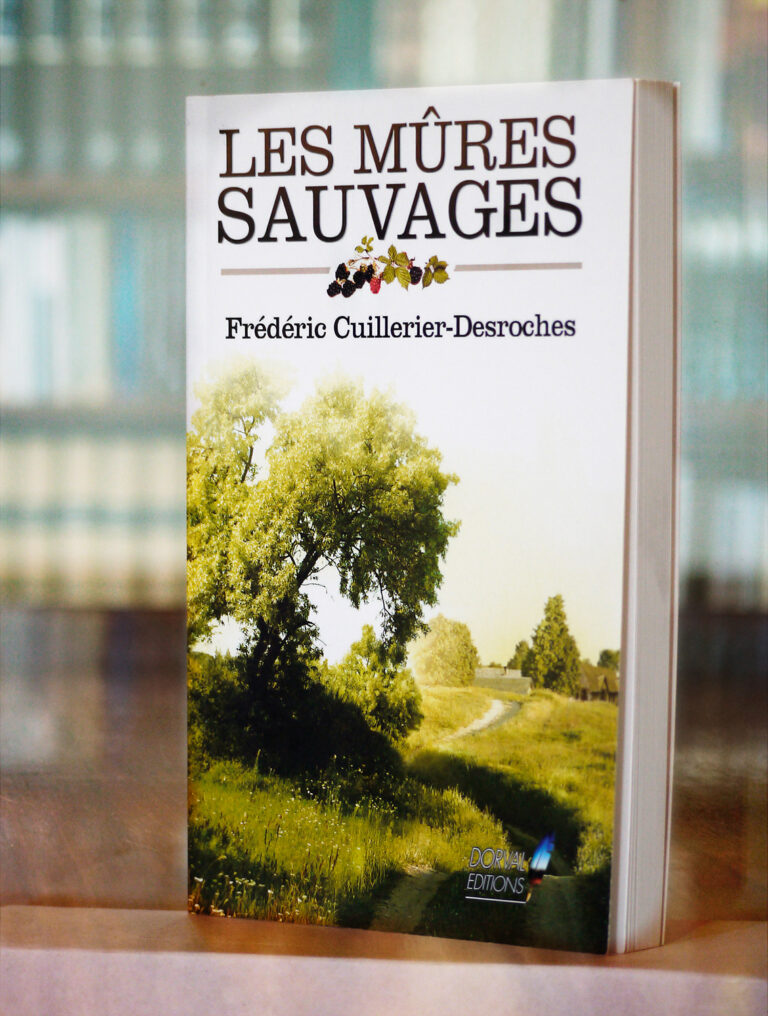 LES MÛRES
SAUVAGES
Frédéric Cuillerier-Desroches
DORVAL
EDITIONS